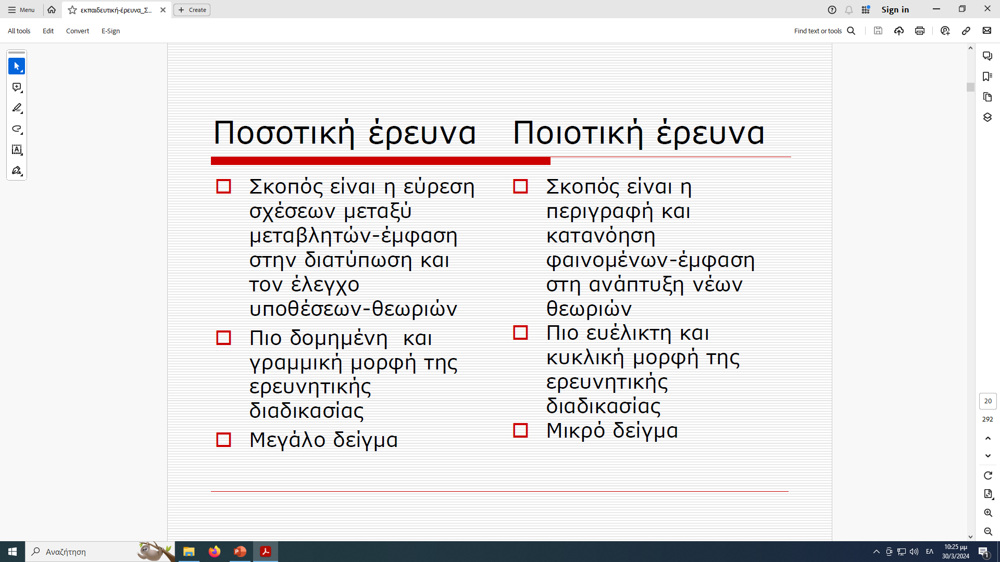 Menu
εκπαιδευτική-έρευνα_Σ...
Create
Sign in
All tools
Edit
Convert
E-Sign
Find text or tools
Ποσοτική έρευνα
Σκοπός είναι η εύρεση
σχέσεων μεταξύ
μεταβλητών-έμφαση
στην διατύπωση και
τον έλεγχο
υποθέσεων-θεωριών
Πιο δομημένη και
γραμμική μορφή της
ερευνητικής
διαδικασίας
Μεγάλο δείγμα
Ποιοτική έρευνα
Σκοπός είναι η
περιγραφή και
κατανόηση
φαινομένων-έμφαση
στη ανάπτυξη νέων
θεωριών
Πιο ευέλικτη και
κυκλική μορφή της
ερευνητικής
διαδικασίας
Μικρό δείγμα
20
292
Αναζήτηση
ΕΛ
10:25 μμ
30/3/2024
1